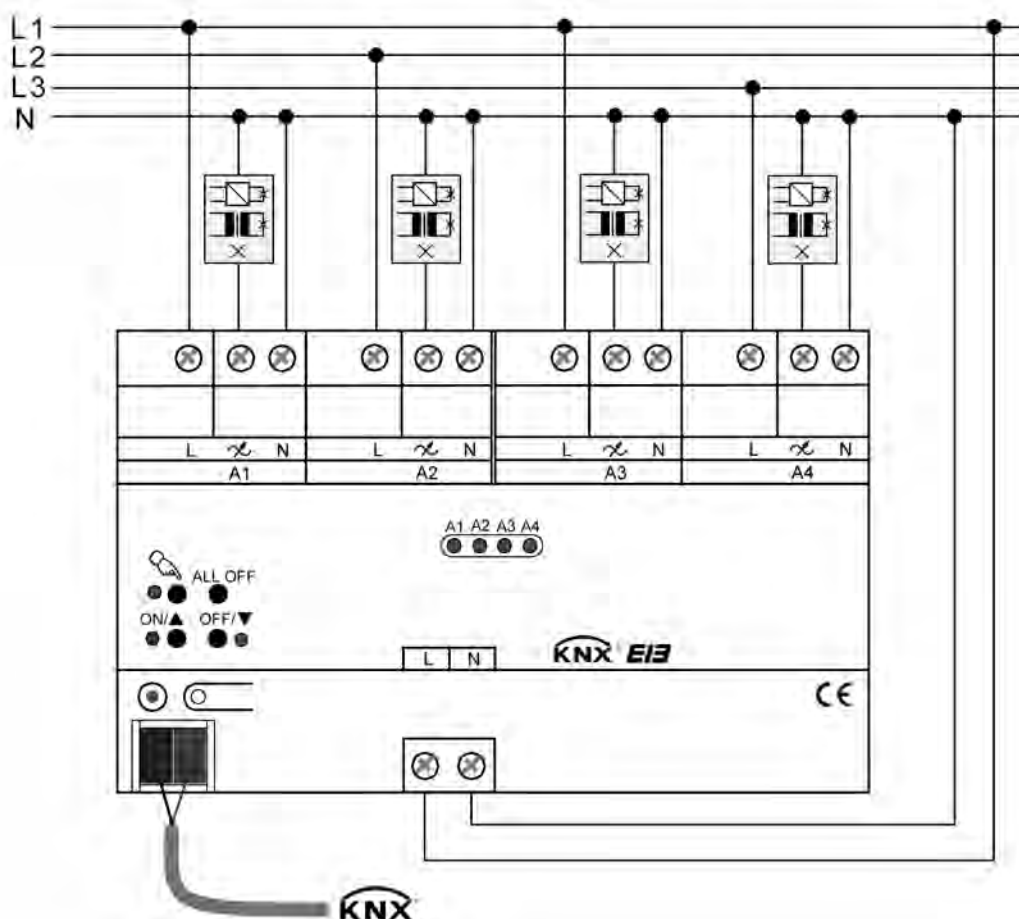 L1
L2
L3
N
L N L N L N L N
A1 A2 A3 A4
A1 A2 A3 A4
ALL OFF
ON/▲ OFF/▼
L N
KNX EIB
CE
KNX